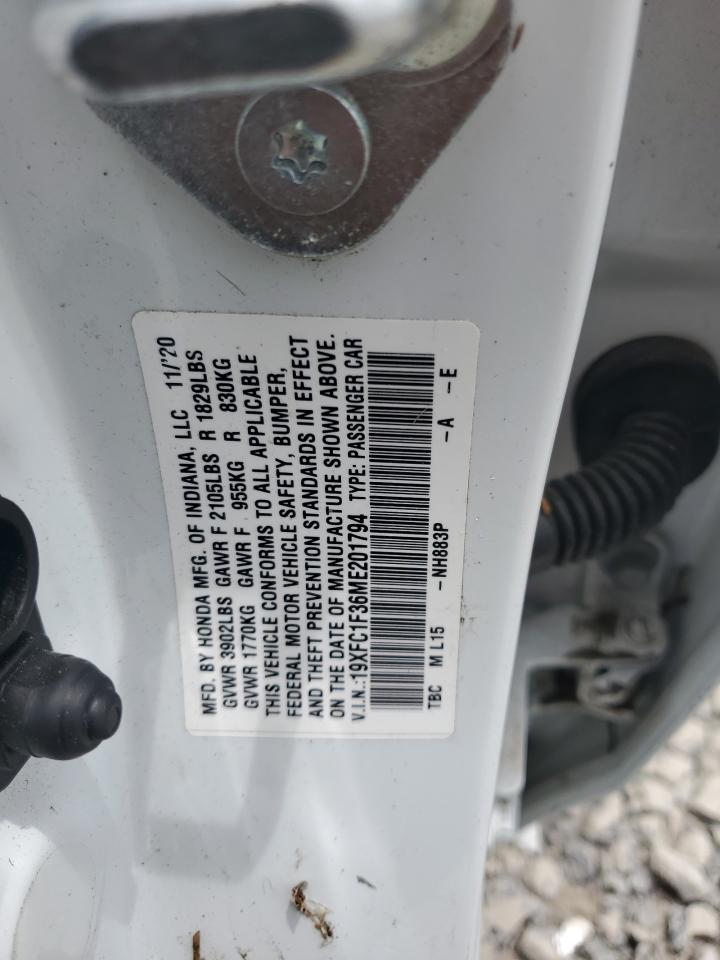 MFD. BY HONDA MFG. OF INDIANA, LLC 11/'20
GVWR 3902LBS GAWR F 2105LBS R 1829LBS
GVWR 1770KG GAWR F 955KG R 830KG
THIS VEHICLE CONFORMS TO ALL APPLICABLE
FEDERAL MOTOR VEHICLE SAFETY, BUMPER,
AND THEFT PREVENTION STANDARDS IN EFFECT
ON THE DATE OF MANUFACTURE SHOWN ABOVE.
V.I.N.:19XFC1F36ME201794 TYPE: PASSENGER CAR
TBC M L15 -NH883P -A -E